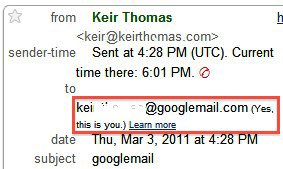 from Keir Thomas
<keir@keirthomas.com>
sender-time Sent at 4:28 PM (UTC). Current
time there: 6:01 PM.
to
@googlemail.com (Yes,
this is you.) Learn more
date Thu, Mar 3, 2011 at 4:28 PM
subject googlemail